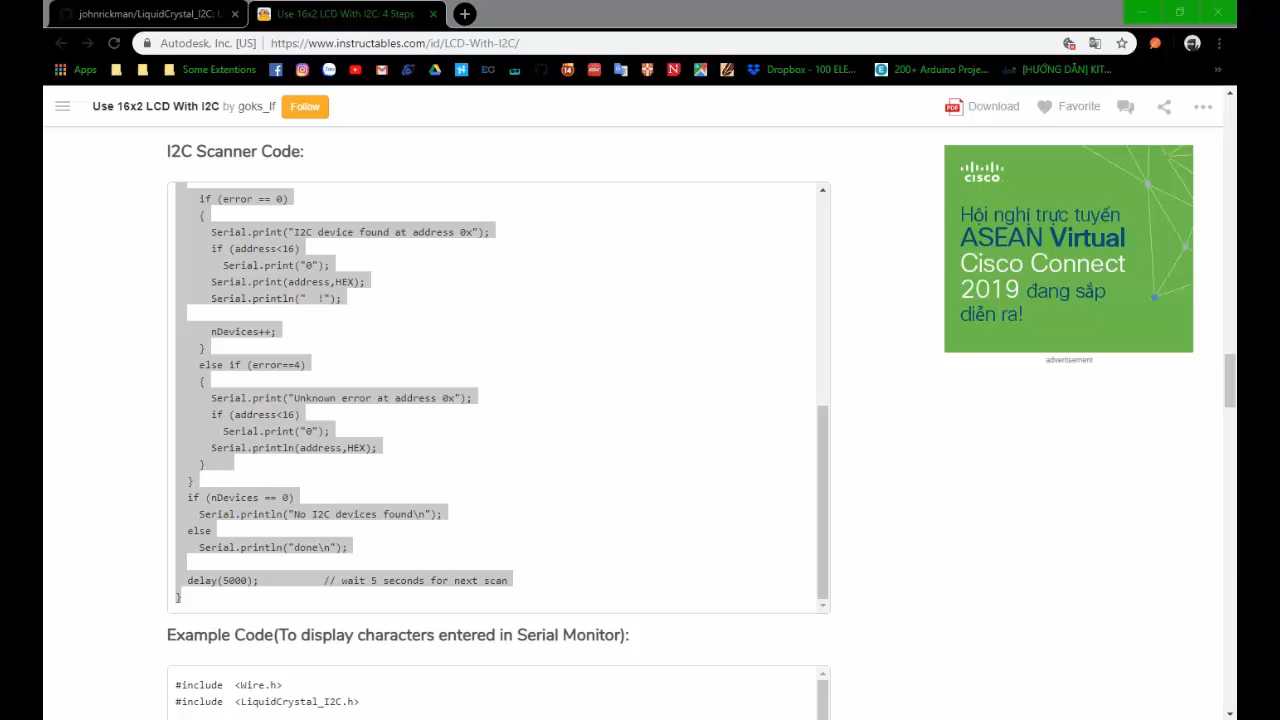 johnrickman/LiquidCrystal_I2C: L
Use 16x2 LCD With I2C: 4 Steps
Autodesk, Inc. [US]
https://www.instructables.com/id/LCD-With-I2C/
Apps
Some Extentions
EG
Dropbox - 100 ELE...
200+ Arduino Proje...
[HƯỚNG DẪN] KIT...
Use 16x2 LCD With I2C by goks_lf
Follow
PDF
Download
Favorite
I2C Scanner Code:
if (error == 0)
{
Serial.print("I2C device found at address 0x");
if (address<16)
Serial.print("0");
Serial.print(address,HEX);
Serial.println("  !");
nDevices++;
}
else if (error==4)
{
Serial.print("Unknown error at address 0x");
if (address<16)
Serial.print("0");
Serial.println(address,HEX);
}
}
if (nDevices == 0)
Serial.println("No I2C devices found\n");
else
Serial.println("done\n");
delay(5000);           // wait 5 seconds for next scan
}
Example Code(To display characters entered in Serial Monitor):
#include  <Wire.h>
#include  <LiquidCrystal_I2C.h>
CISCO
Hội nghị trực tuyến
ASEAN Virtual
Cisco Connect
2019 đang sắp
diễn ra!
advertisement